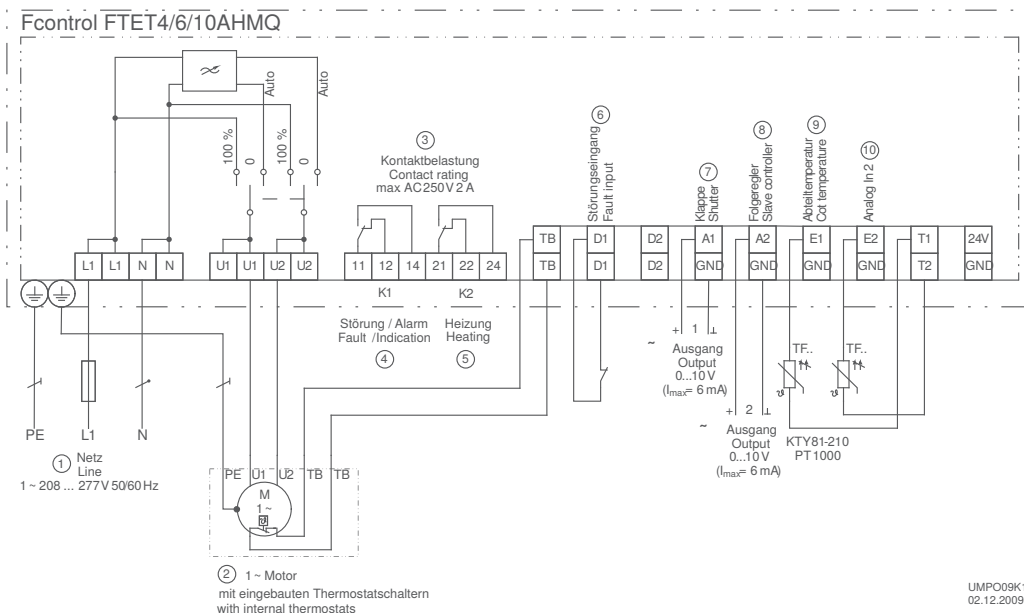 Fcontrol FTET4/6/10AHMQ
Auto
Auto
100 %
0
100 %
0
3
Kontaktbelastung
Contact rating
max AC 250 V 2 A
6
Störungseingang
Fault input
7
Klappe
Shutter
8
Folgeregler
Slave controller
9
Abteiltemperatur
Cot temperature
10
Analog In 2
TB D1 D2 A1 A2 E1 E2 T1 24V
L1 L1 N N U1 U1 U2 U2 11 12 14 21 22 24 TB D1 D2 GND GND GND GND T2 GND
K1 K2
Störung / Alarm
Fault /Indication
4
Heizung
Heating
5
+ 1 ⊥
~ Ausgang
Output
0...10 V
(Imax= 6 mA)
TF..
ϑ
TF..
ϑ
+ 2 ⊥
~ Ausgang
Output
0...10 V
(Imax= 6 mA)
KTY81-210
PT1000
PE L1 N
1 Netz
Line
1 ~ 208 ... 277V 50/60 Hz
PE U1 U2 TB TB
M
1 ~
ϑ
2 1 ~ Motor
mit eingebauten Thermostatschaltern
with internal thermostats
UMPO09K1
02.12.2009